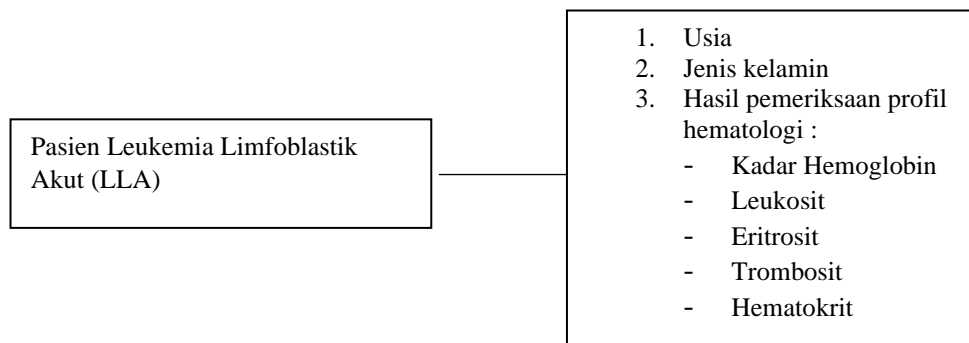 Pasien Leukemia Limfoblastik
Akut (LLA)
1. Usia
2. Jenis kelamin
3. Hasil pemeriksaan profil
hematologi :
- Kadar Hemoglobin
- Leukosit
- Eritrosit
- Trombosit
- Hematokrit